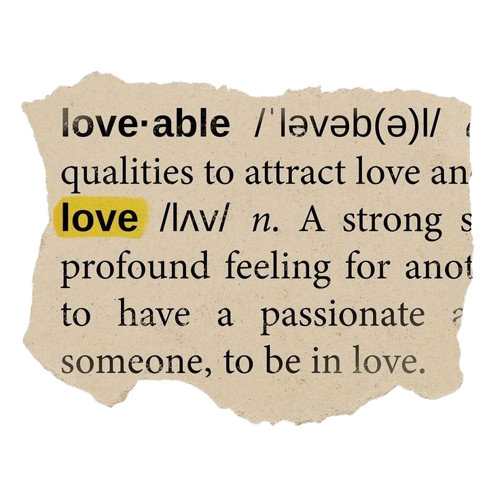 love·able /ˈləvəb(ə)l/
qualities to attract love an
love /lʌv/ n. A strong s
profound feeling for anot
to have a passionate a
someone, to be in love.